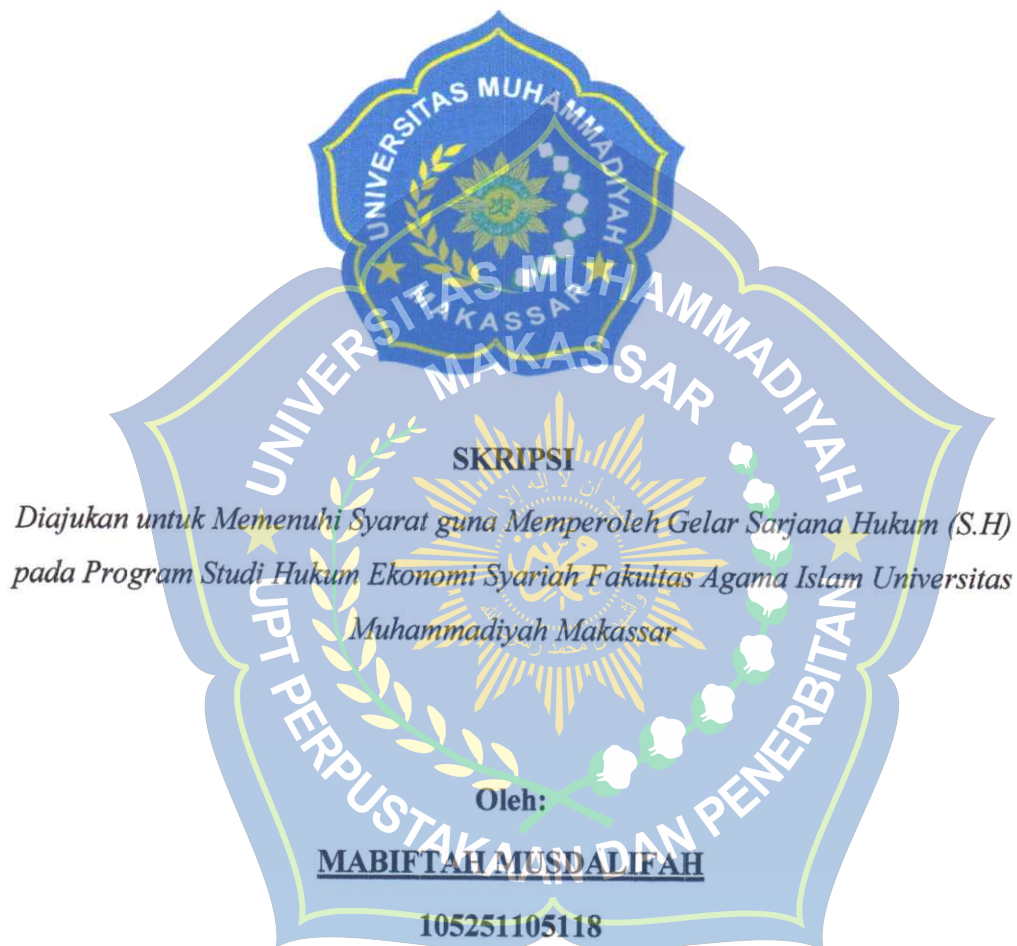 UNIVERSITAS MUHAMMADIYAH
MAKASSAR
UNIVERSITAS MUHAMMADIYAH
MAKASSAR
SKRIPSI
Diajukan untuk Memenuhi Syarat guna Memperoleh Gelar Sarjana Hukum (S.H)
pada Program Studi Hukum Ekonomi Syariah Fakultas Agama Islam Universitas
Muhammadiyah Makassar
Oleh:
MABIFTAH MUSDALIFAH
105251105118
UPT PERPUSTAKAAN DAN PENERBITAN